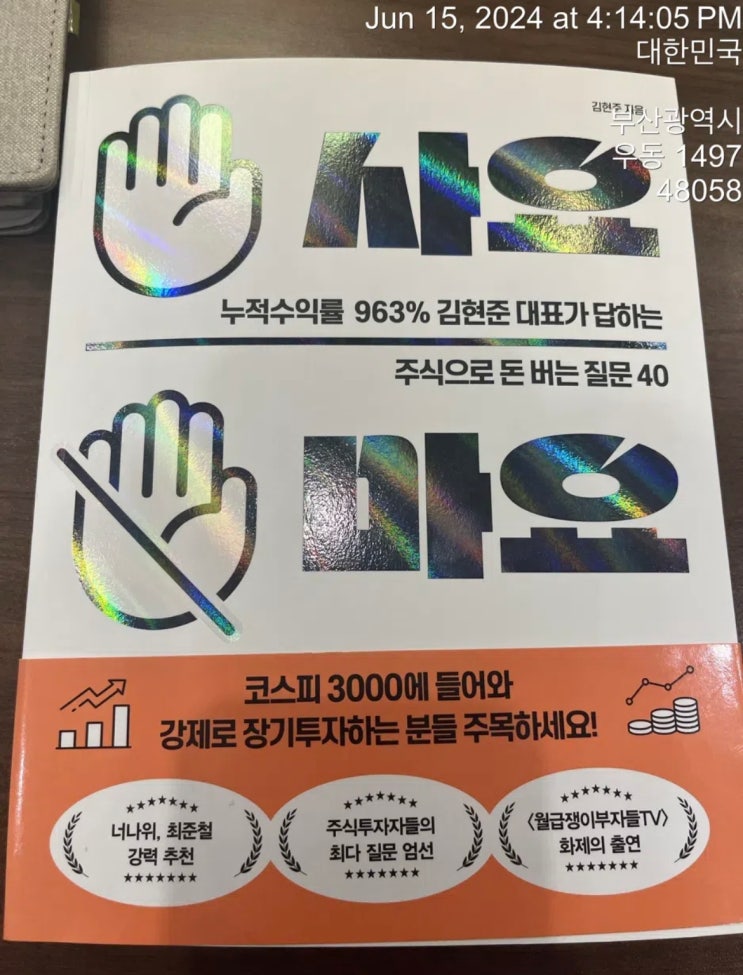 Jun 15, 2024 at 4:14:05 PM
대한민국
부산광역시
우동 1497
48058
김현준 지음
사요
누적수익률 963% 김현준 대표가 답하는
주식으로 돈 버는 질문 40
마요
코스피 3000에 들어와
강제로 장기투자하는 분들 주목하세요!
너나위, 최준철
강력 추천
주식투자자들의
최다 질문 엄선
<월급쟁이부자들TV>
화제의 출연